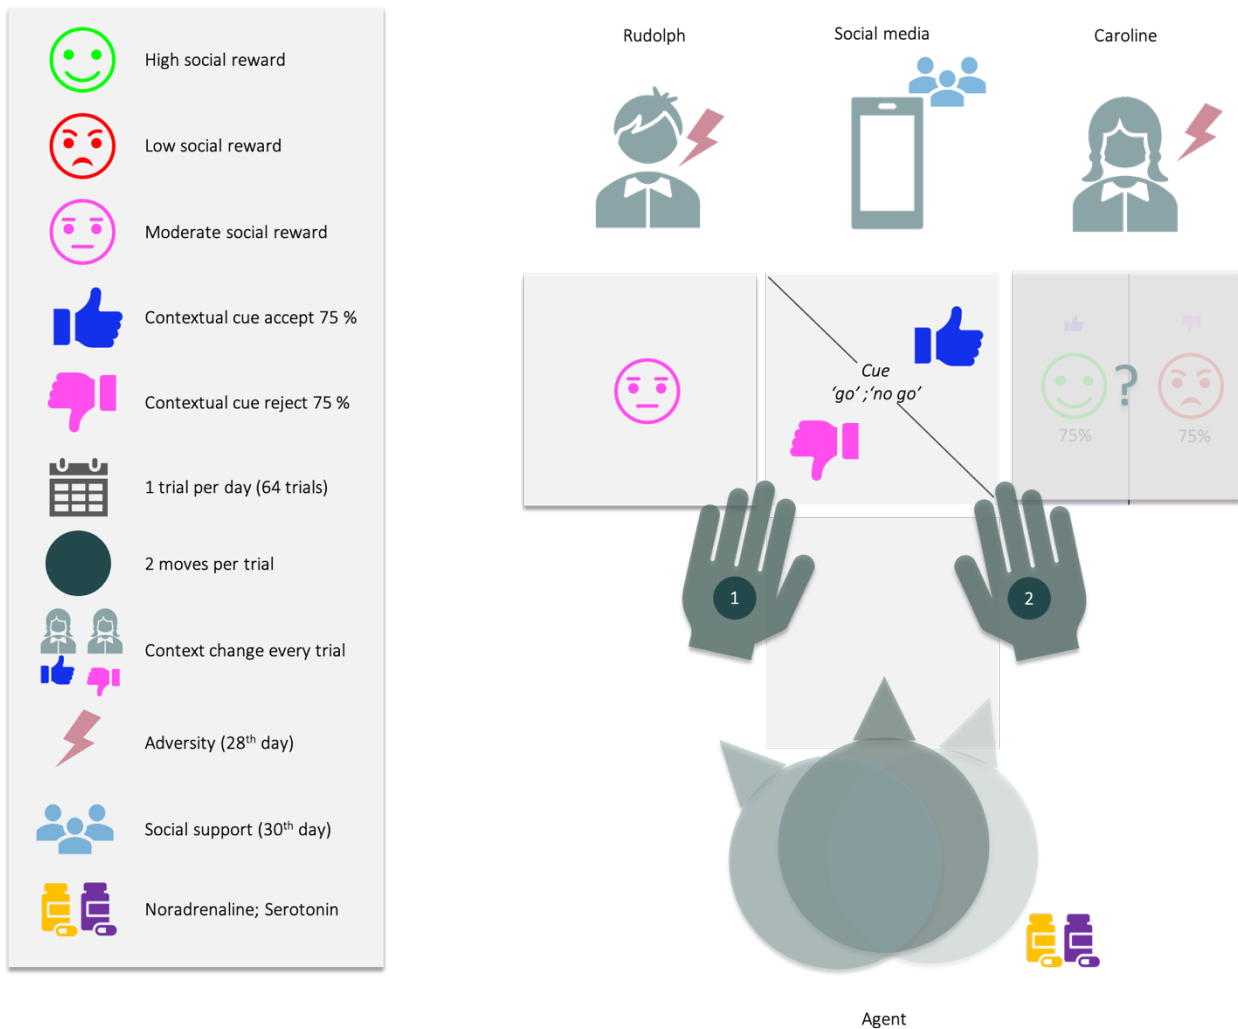 High social reward
Low social reward
Moderate social reward
Contextual cue accept 75 %
Contextual cue reject 75 %
1 trial per day (64 trials)
2 moves per trial
Context change every trial
Adversity (28th day)
Social support (30th day)
Noradrenaline; Serotonin
Rudolph
Social media
Caroline
Cue
‘go’ ;‘no go’
?
75%
75%
1
2
Agent